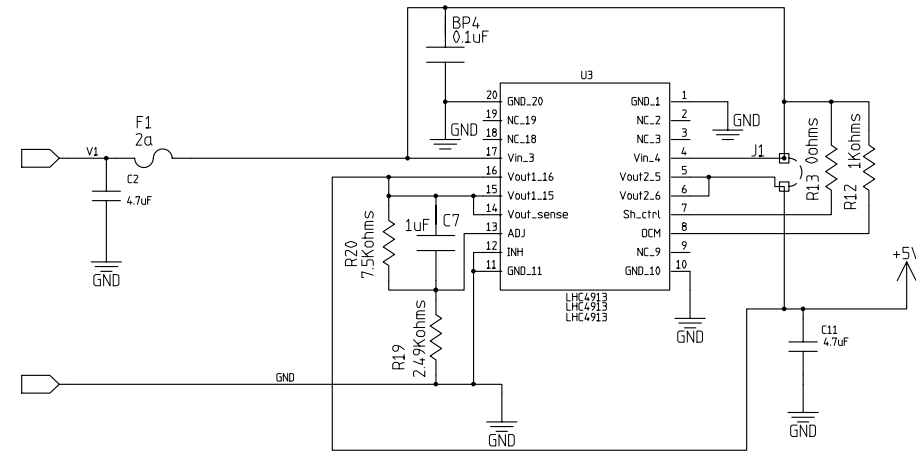 BP4
0.1uF
U3
F1
2a
V1
C2
4.7uF
GND
GND
20 GND_20
19 NC_19
18 NC_18
17 Vin_3
16 Vout1_16
15 Vout1_15
14 Vout_sense
13 ADJ
12 INH
11 GND_11
GND_1 1
NC_2 2
NC_3 3
Vin_4 4
Vout2_5 5
Vout2_6 6
Sh_ctrl 7
OCM 8
NC_9 9
GND_10 10
LHC4913
LHC4913
LHC4913
GND
J1
R13 0ohms
R12 1Kohms
1uF C7
R20
7.5Kohms
R19
2.49Kohms
GND
+5V
C11
4.7uF
GND
GND
GND